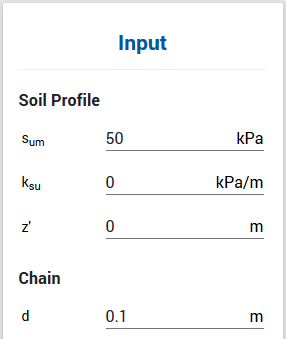 Input
Soil Profile
sum 50 kPa
ksu 0 kPa/m
z' 0 m
Chain
d 0.1 m